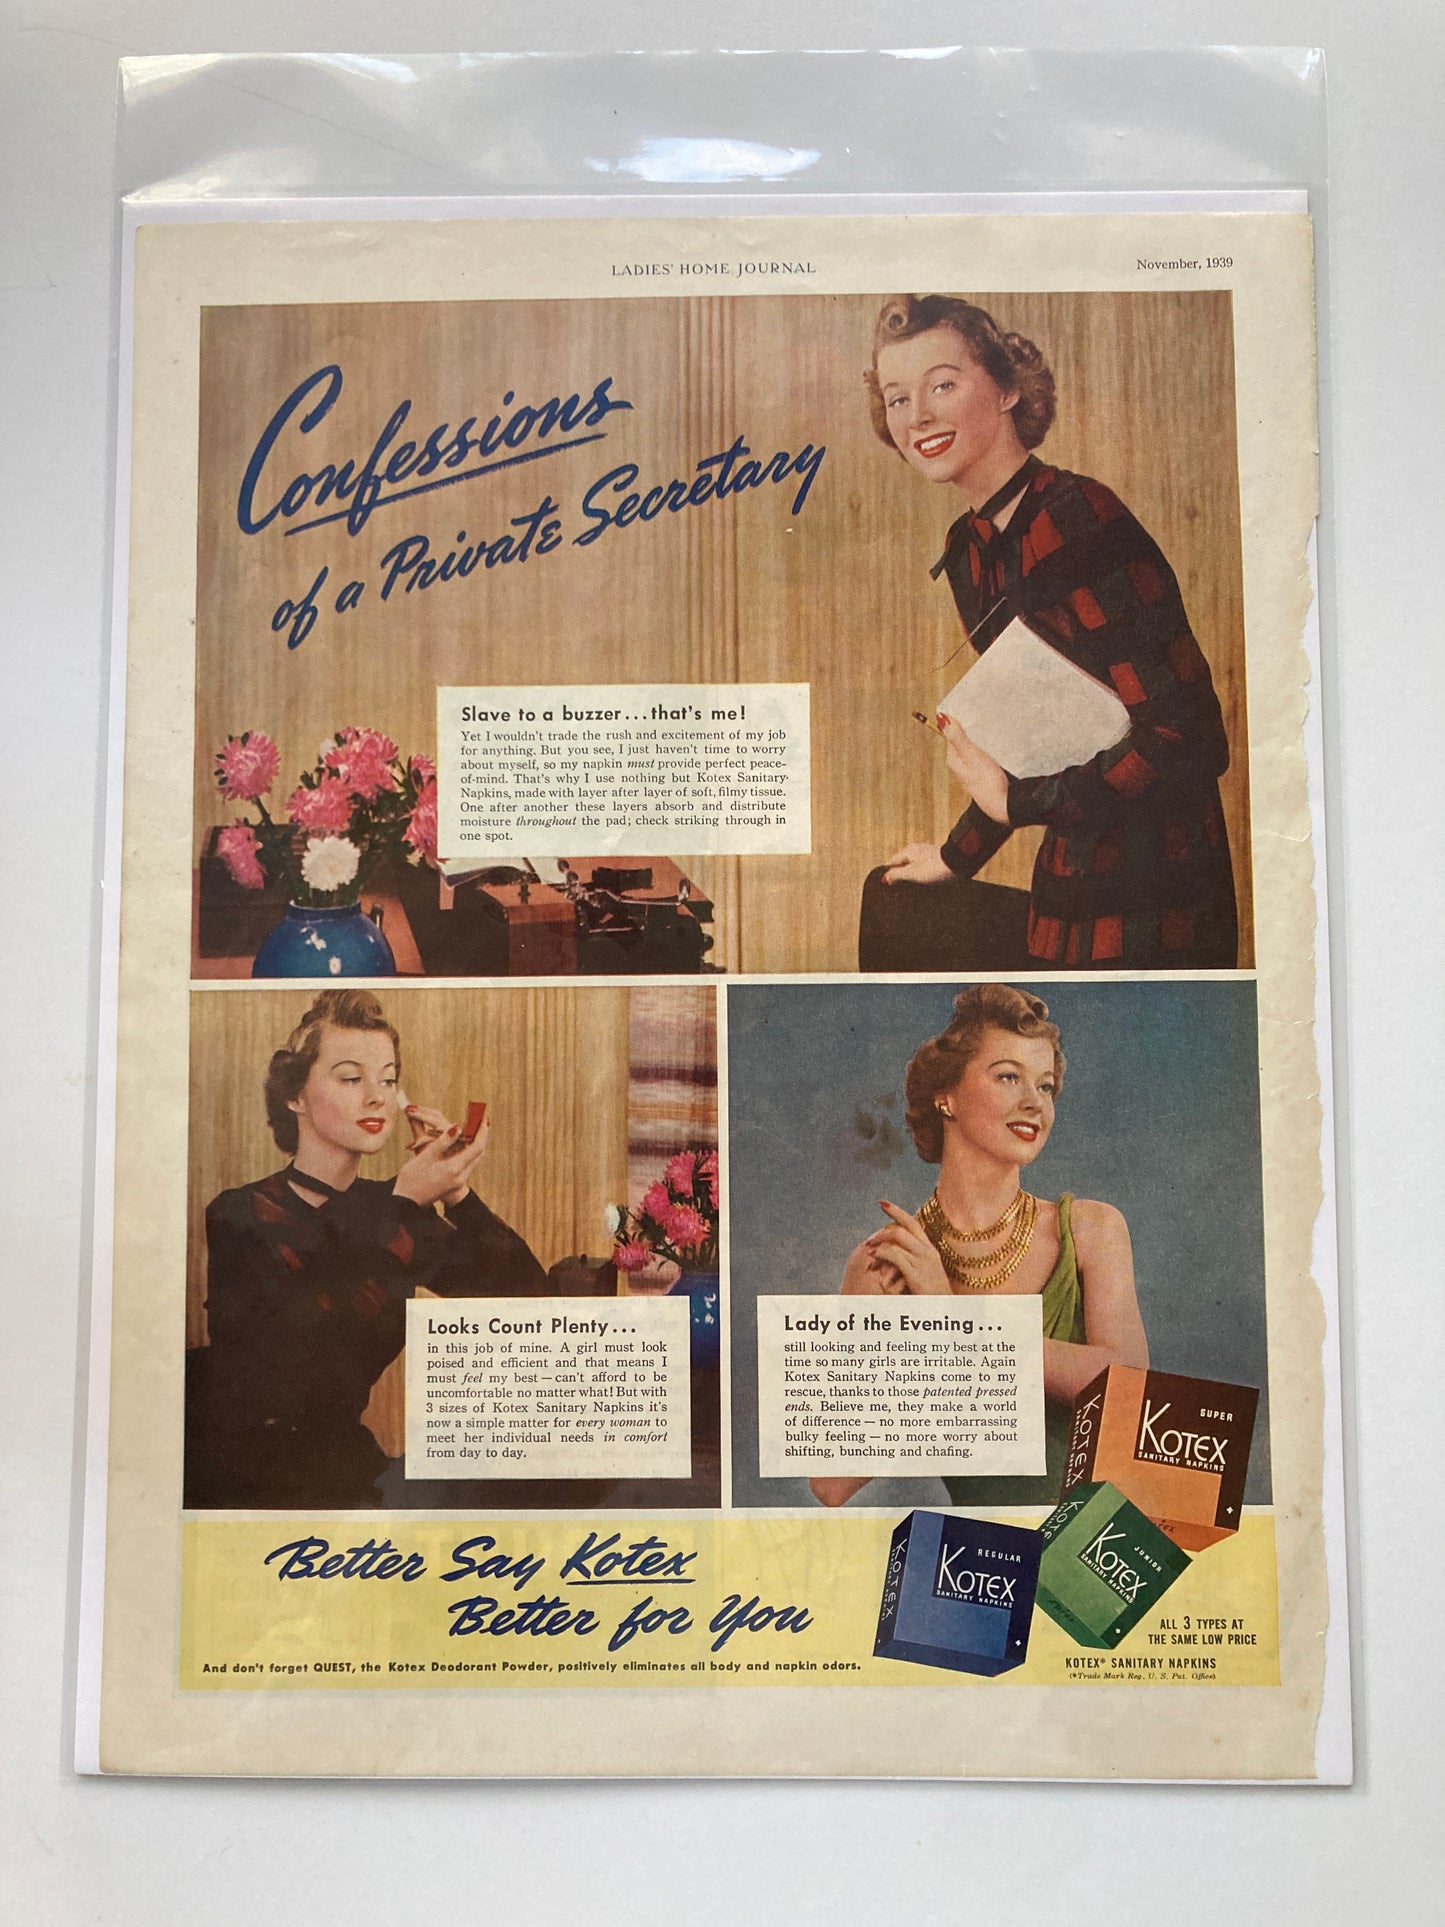 LADIES' HOME JOURNAL
November, 1939
Confessions
of a Private Secretary
Slave to a buzzer...that's me!
Yet I wouldn't trade the rush and excitement of my job
for anything. But you see, I just haven't time to worry
about myself, so my napkin must provide perfect peace-
of-mind. That's why I use nothing but Kotex Sanitary
Napkins, made with layer after layer of soft, filmy tissue.
One after another these layers absorb and distribute
moisture throughout the pad; check striking through in
one spot.
Looks Count Plenty...
in this job of mine. A girl must look
poised and efficient and that means I
must feel my best—can't afford to be
uncomfortable no matter what! But with
3 sizes of Kotex Sanitary Napkins it's
now a simple matter for every woman to
meet her individual needs in comfort
from day to day.
Lady of the Evening...
still looking and feeling my best at the
time so many girls are irritable. Again
Kotex Sanitary Napkins come to my
rescue, thanks to those patented pressed
ends. Believe me, they make a world
of difference — no more embarrassing
bulky feeling — no more worry about
shifting, bunching and chafing.
KOTEX
SUPER
KOTEX
SANITARY NAPKINS
KOTEX
REGULAR
KOTEX
SANITARY NAPKINS
KOTEX
JUNIOR
KOTEX
SANITARY NAPKINS
Better Say Kotex
Better for You
And don't forget QUEST, the Kotex Deodorant Powder, positively eliminates all body and napkin odors.
ALL 3 TYPES AT
THE SAME LOW PRICE
KOTEX* SANITARY NAPKINS
(*Trade Mark Reg. U. S. Pat. Office)